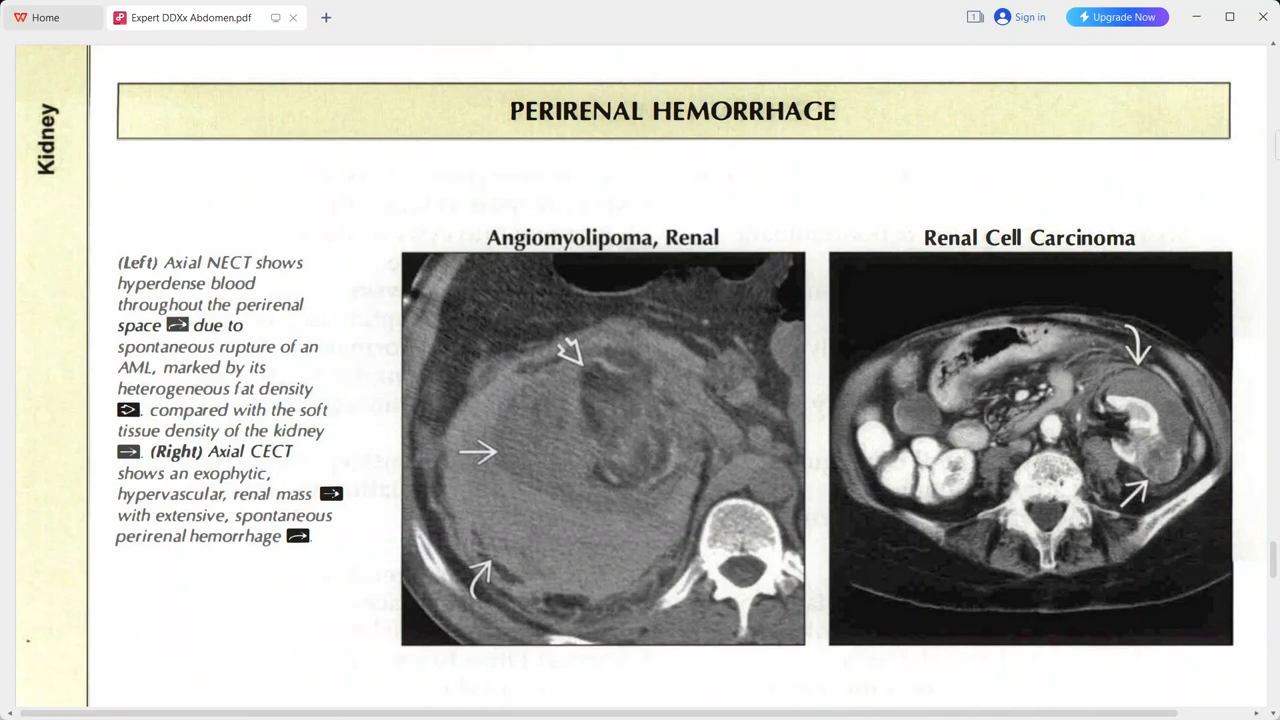 Home
Expert DDXx Abdomen.pdf
1
Sign in
Upgrade Now
Kidney
PERIRENAL HEMORRHAGE
Angiomyolipoma, Renal
Renal Cell Carcinoma
(Left) Axial NECT shows
hyperdense blood
throughout the perirenal
space due to
spontaneous rupture of an
AML, marked by its
heterogeneous fat density
. compared with the soft
tissue density of the kidney
. (Right) Axial CECT
shows an exophytic,
hypervascular, renal mass
with extensive, spontaneous
perirenal hemorrhage .